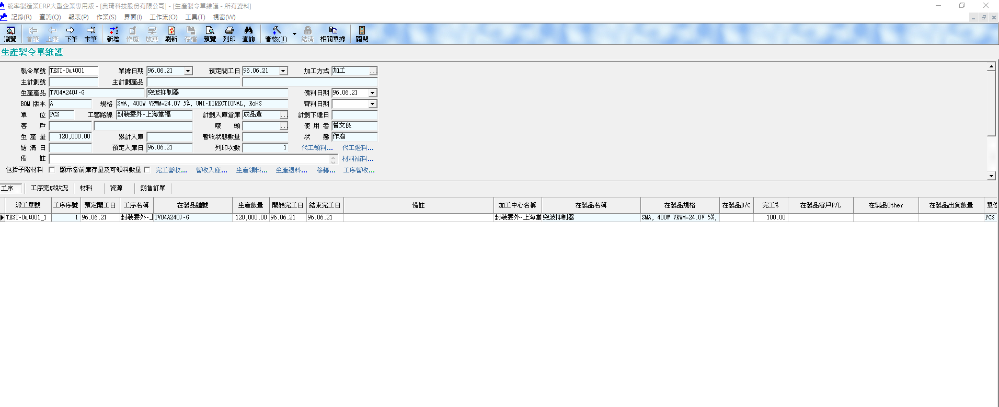 統率製造業ERP大型企業專用版 - [典琦科技股份有限公司] - [生產製令單維護 - 所有資料]
記錄(R) 查詢(Q) 報表(P) 作業(S) 界面(I) 工作流(O) 工具(T) 視窗(W)
瀏覽 首筆 上筆 下筆 末筆 新增 作廢 放棄 刷新 存檔 預覽 列印 查詢 審核(U) 結清 相關單據 關閉
生產製令單維護
製令單號 TEST-Out001 單據日期 96.06.21 預定開工日 96.06.21 加工方式 加工 ...
主計劃號 主計劃產品
生產產品 TV04A240J-G 突波抑制器 備料日期 96.06.21
BOM 版本 A 規格 SMA, 400W VRWM=24.0V 5%, UNI-DIRECTIONAL, RoHS 齊料日期
單 位 PCS 工藝路線 封裝委外-上海堂福 計劃入庫倉庫 成品倉 ... 計劃下達日
客 戶 嘜 頭 ... 使 用 者 曾文良
生 產 量 120,000.00 累計入庫 暫收狀態數量 狀 態 作廢
結 清 日 預定入庫日 96.06.21 列印次數 1 代工領料... 代工退料...
備 註 材料補料...
包括子階材料 顯示當前庫存量及可領料數量 完工暫收... 暫收入庫... 生產領料... 生產退料... 移轉... 工序暫收...
工序 工序完成狀況 材料 資源 銷售訂單
派工單號 工序序號 預定開工日 工序名稱 在製品編號 生產數量 開始完工日 結束完工日 備註 加工中心名稱 在製品名稱 在製品規格 在製品D/C 完工% 在製品客戶P/L 在製品Other 在製品出貨數量 單位
TEST-Out001_1 1 96.06.21 封裝委外-上 TV04A240J-G 120,000.00 96.06.21 96.06.21 封裝委外-上海堂 突波抑制器 SMA, 400W VRWM=24.0V 5%, 100.00 PCS